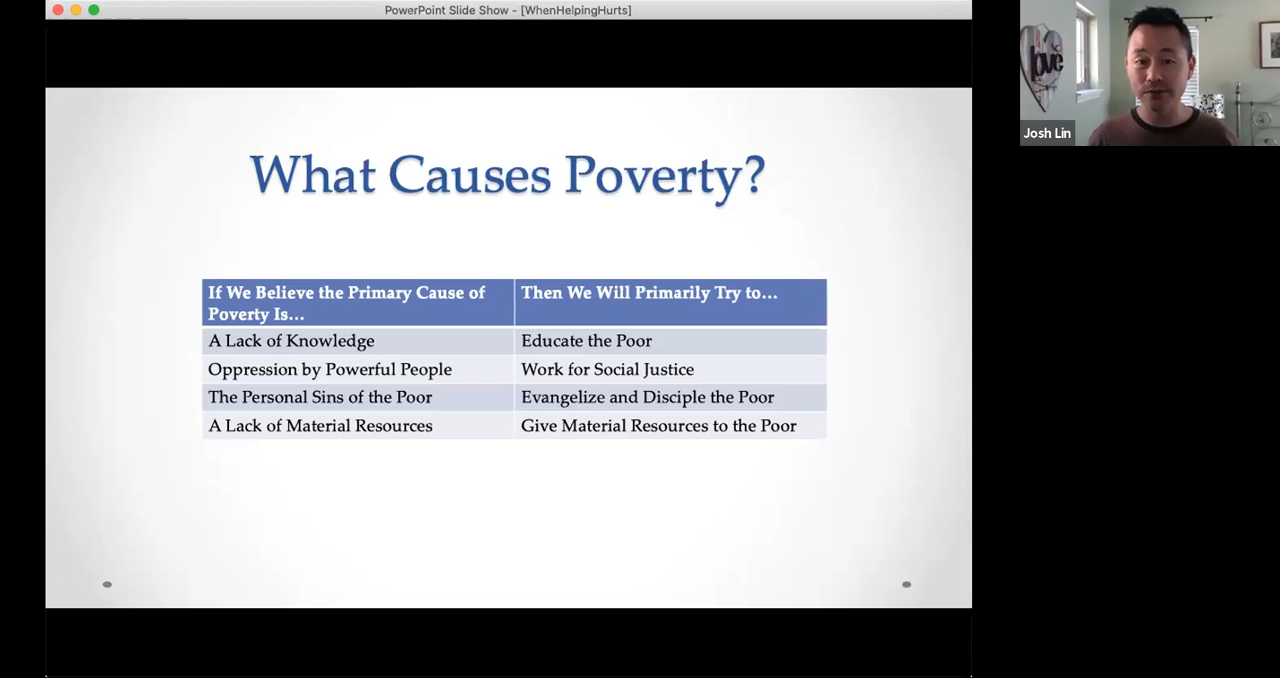 PowerPoint Slide Show - [WhenHelpingHurts]
What Causes Poverty?
If We Believe the Primary Cause of
Poverty Is...
Then We Will Primarily Try to...
A Lack of Knowledge
Educate the Poor
Oppression by Powerful People
Work for Social Justice
The Personal Sins of the Poor
Evangelize and Disciple the Poor
A Lack of Material Resources
Give Material Resources to the Poor
love
Josh Lin